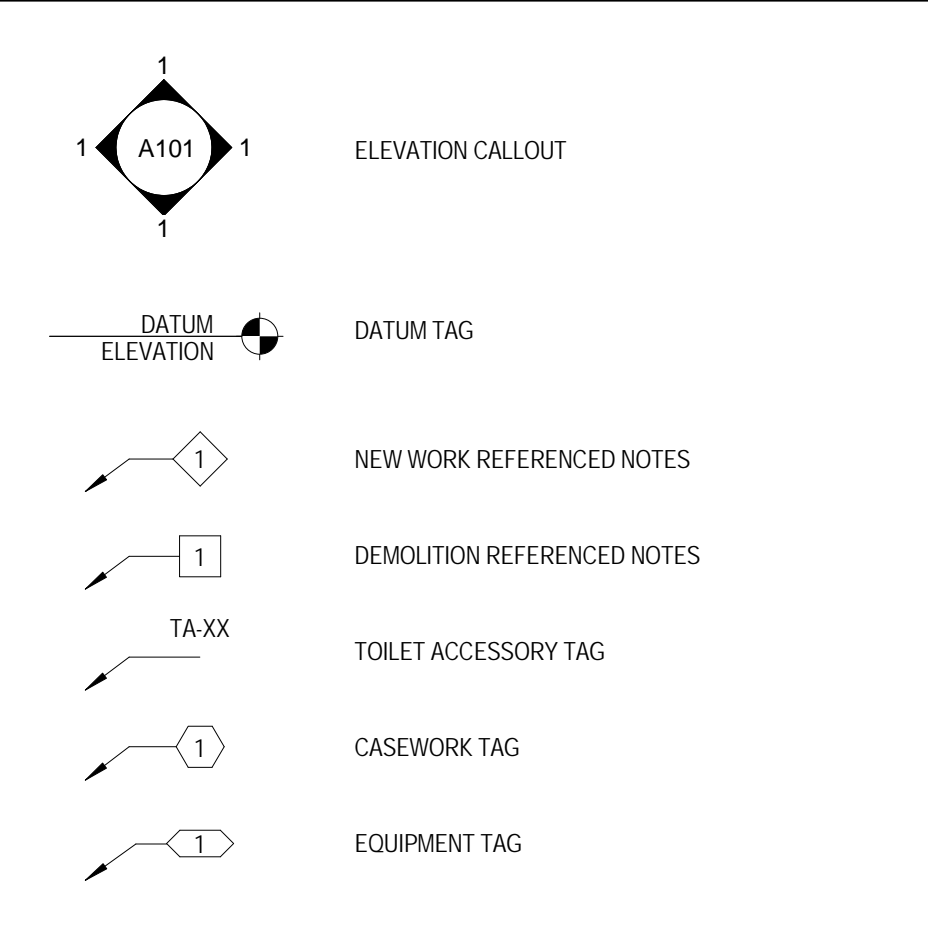 1
1 A101 1
1
ELEVATION CALLOUT
DATUM
ELEVATION
DATUM TAG
1
NEW WORK REFERENCED NOTES
1
DEMOLITION REFERENCED NOTES
TA-XX
TOILET ACCESSORY TAG
1
CASEWORK TAG
1
EQUIPMENT TAG